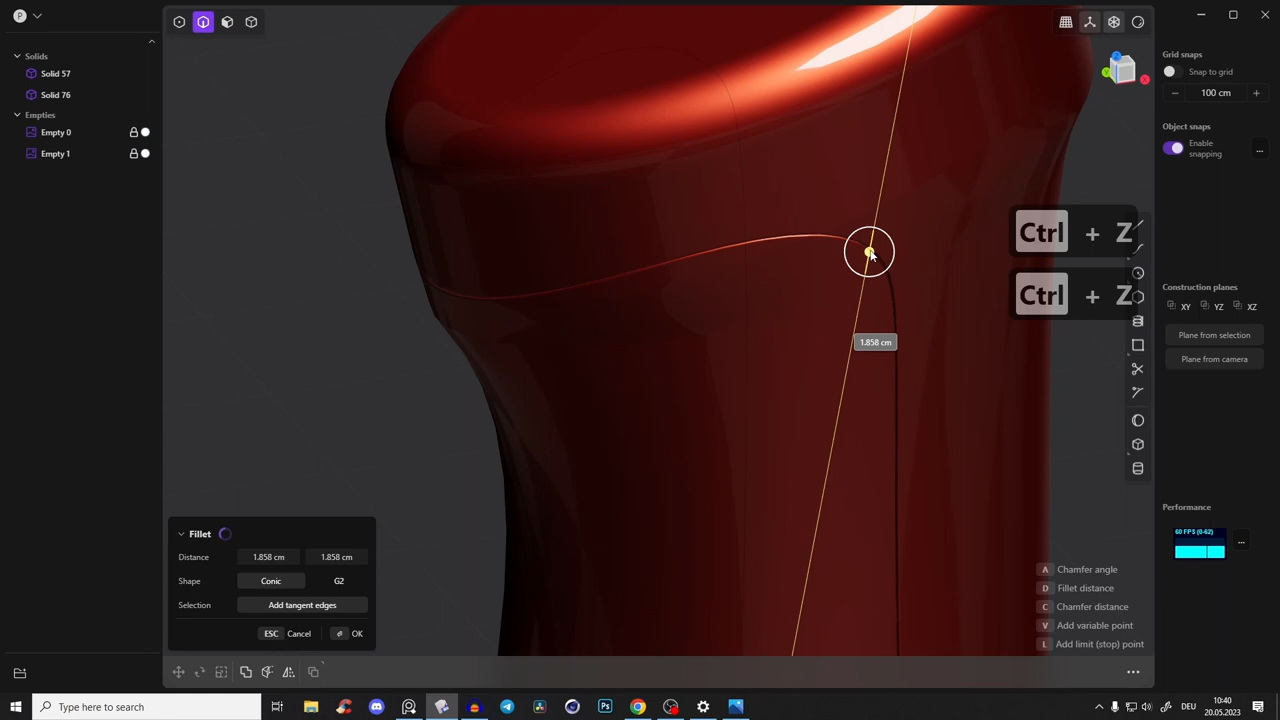 P
Solids
Solid 57
Solid 76
Empties
Empty 0
Empty 1
Grid snaps
Snap to grid
100 cm
Object snaps
Enable
snapping
...
Ctrl + Z
Ctrl + Z
Construction planes
XY YZ XZ
Plane from selection
Plane from camera
1.858 cm
Performance
60 FPS (0-62)
...
Fillet
Distance 1.858 cm 1.858 cm
Shape Conic G2
Selection Add tangent edges
ESC Cancel OK
A Chamfer angle
D Fillet distance
C Chamfer distance
V Add variable point
L Add limit (stop) point
Type here to search
Ps
DEU
10:40
20.05.2023